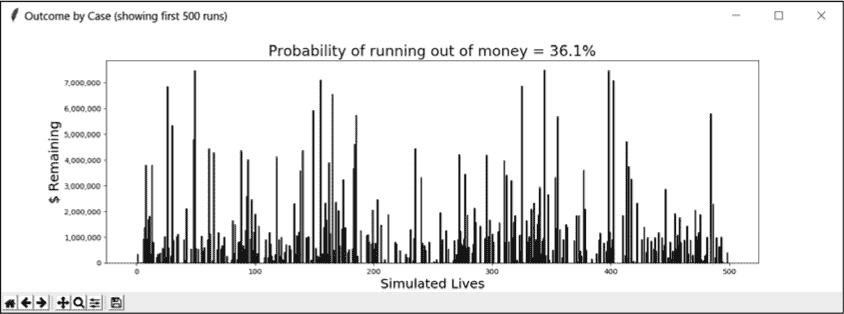 Outcome by Case (showing first 500 runs)
Probability of running out of money = 36.1%
$ Remaining
7,000,000
6,000,000
5,000,000
4,000,000
3,000,000
2,000,000
1,000,000
0
0 100 200 300 400 500
Simulated Lives